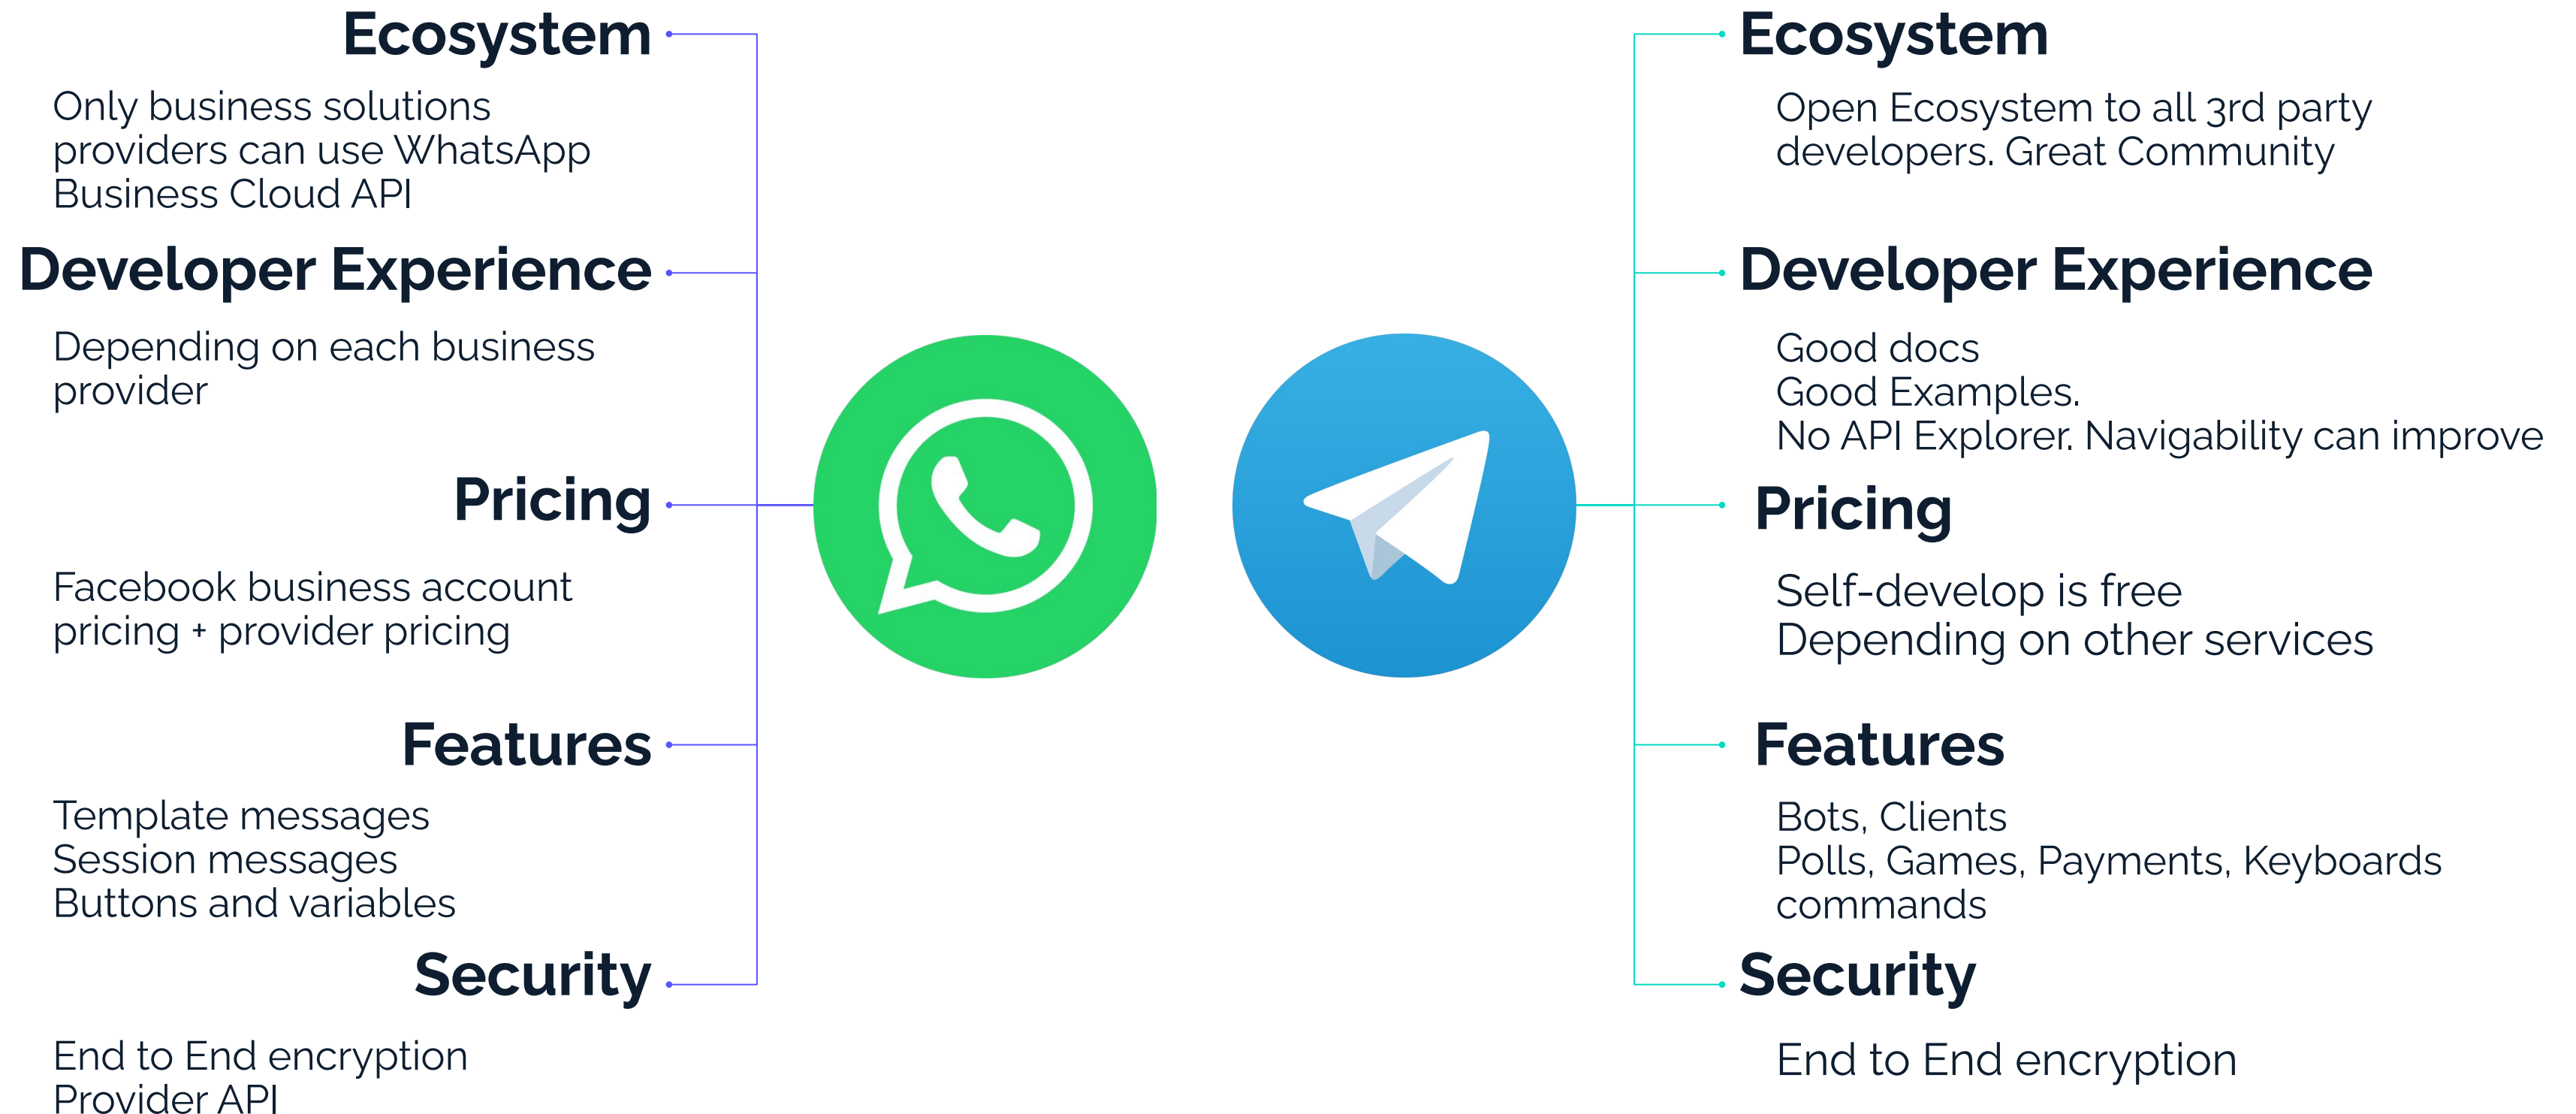 Ecosystem
Only business solutions
providers can use WhatsApp
Business Cloud API
Developer Experience
Depending on each business
provider
Pricing
Facebook business account
pricing + provider pricing
Features
Template messages
Session messages
Buttons and variables
Security
End to End encryption
Provider API
Ecosystem
Open Ecosystem to all 3rd party
developers. Great Community
Developer Experience
Good docs
Good Examples.
No API Explorer. Navigability can improve
Pricing
Self-develop is free
Depending on other services
Features
Bots, Clients
Polls, Games, Payments, Keyboards
commands
Security
End to End encryption